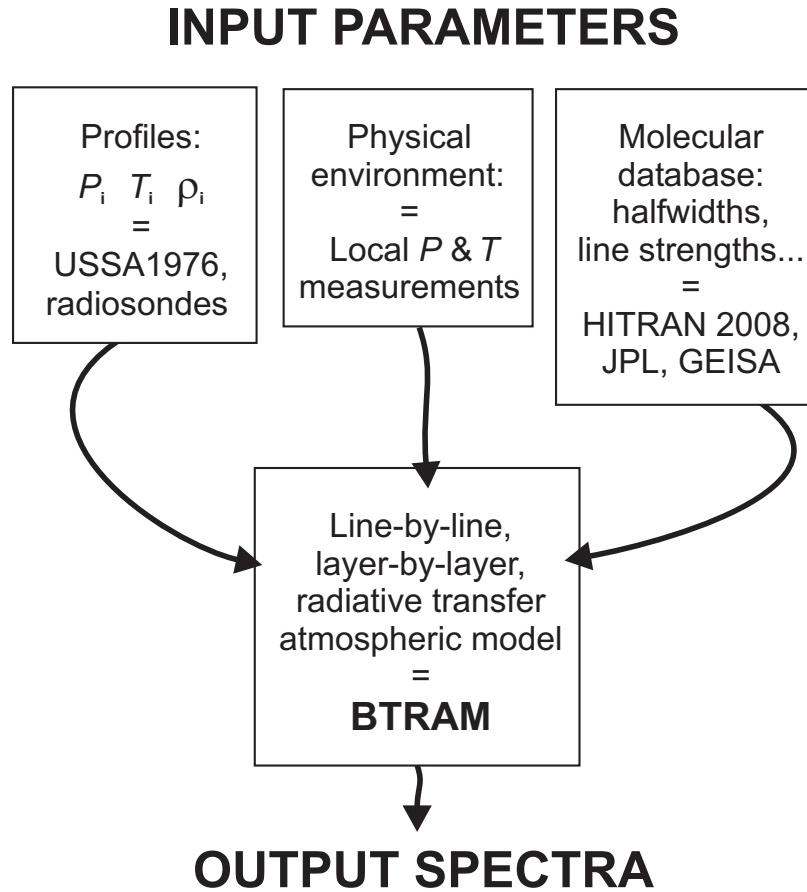 INPUT PARAMETERS
Profiles:
Pi Ti ρi
=
USSA1976,
radiosondes
Physical
environment:
=
Local P & T
measurements
Molecular
database:
halfwidths,
line strengths...
=
HITRAN 2008,
JPL, GEISA
Line-by-line,
layer-by-layer,
radiative transfer
atmospheric model
=
BTRAM
OUTPUT SPECTRA